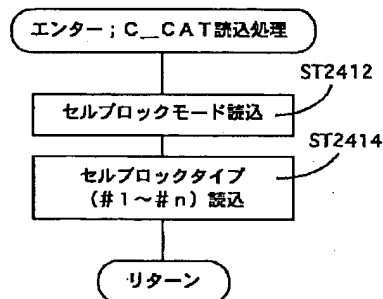 エンター；C＿CAT読込処理
ST2412
セルブロックモード読込
ST2414
セルブロックタイプ
（＃1～＃n）読込
リターン